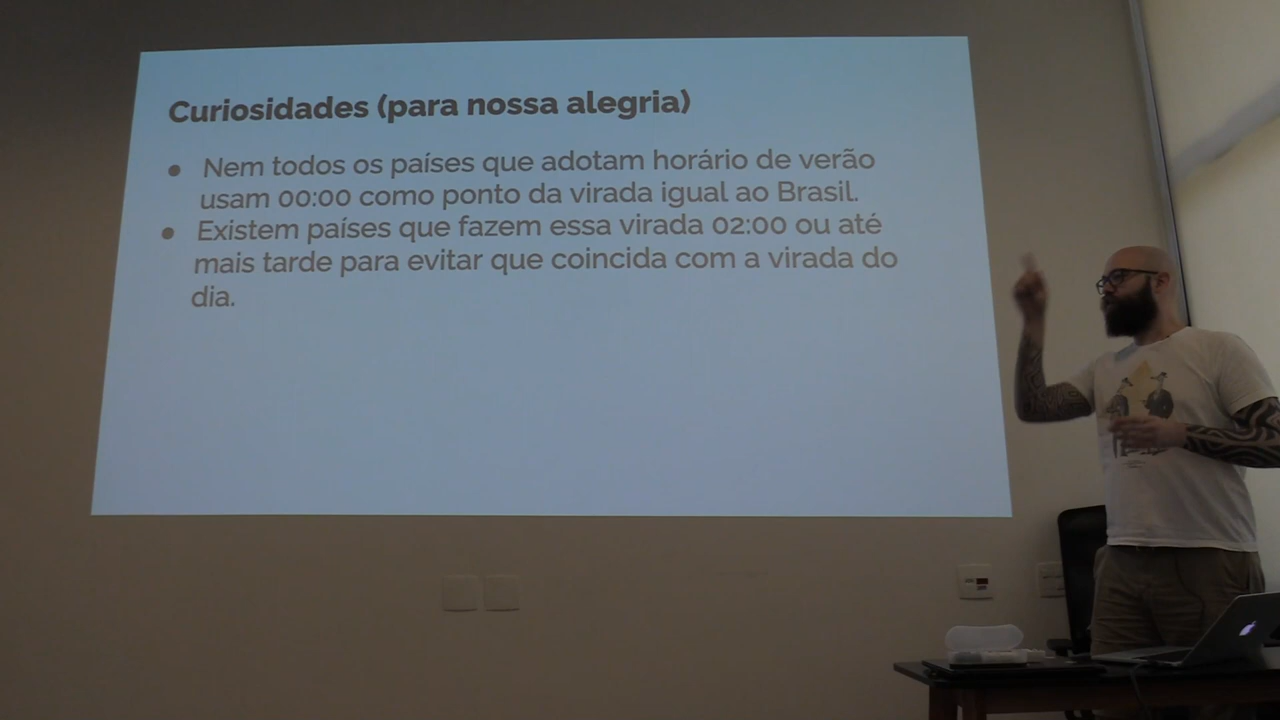 Curiosidades (para nossa alegria)
● Nem todos os países que adotam horário de verão
usam 00:00 como ponto da virada igual ao Brasil.
● Existem países que fazem essa virada 02:00 ou até
mais tarde para evitar que coincida com a virada do
dia.